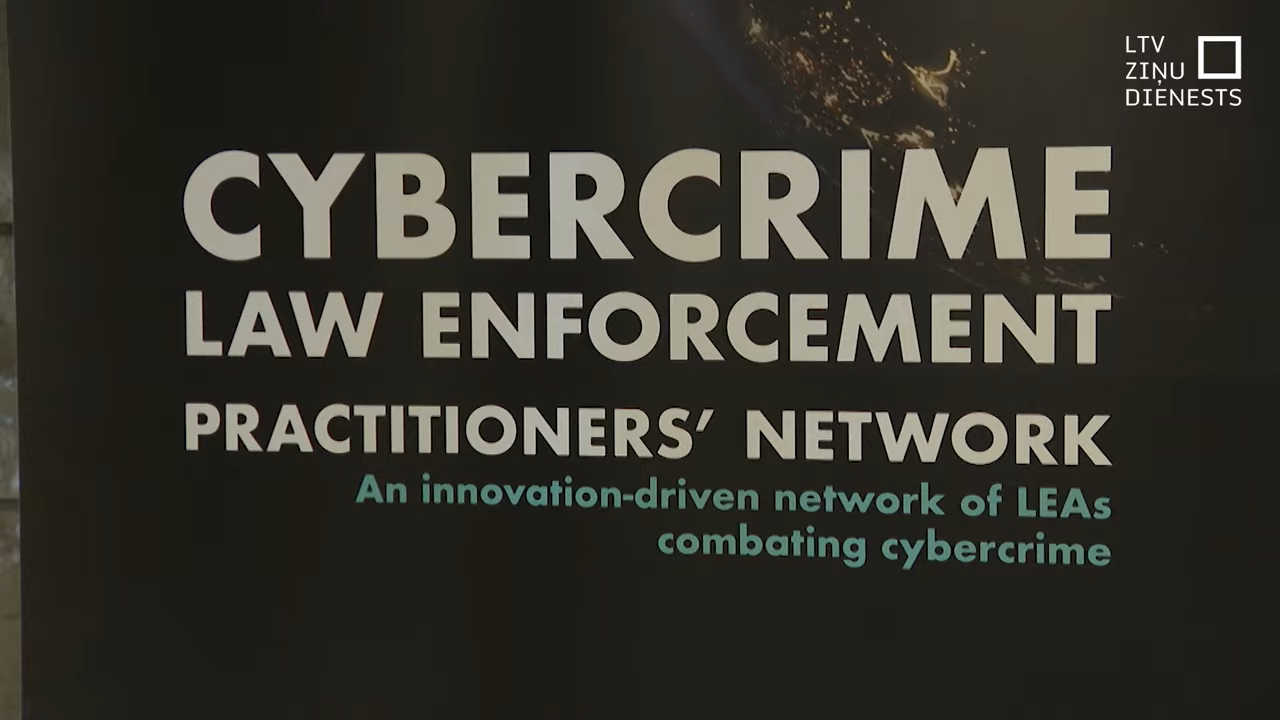 LTV
ZIŅU
DIENESTS
CYBERCRIME
LAW ENFORCEMENT
PRACTITIONERS’ NETWORK
An innovation-driven network of LEAs
combating cybercrime